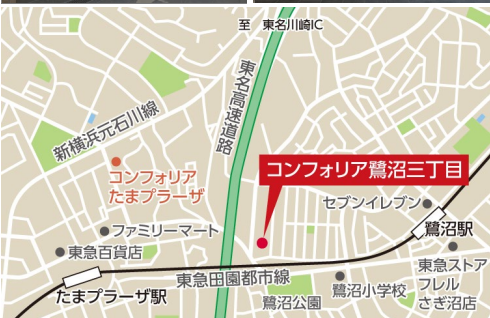 至 東名川崎IC
東名高速道路
新横浜元石川線
コンフォリア
たまプラーザ
コンフォリア鷺沼三丁目
セブンイレブン
鷺沼駅
ファミリーマート
東急百貨店
東急ストア
フレル
さぎ沼店
東急田園都市線
鷺沼小学校
たまプラーザ駅
鷺沼公園